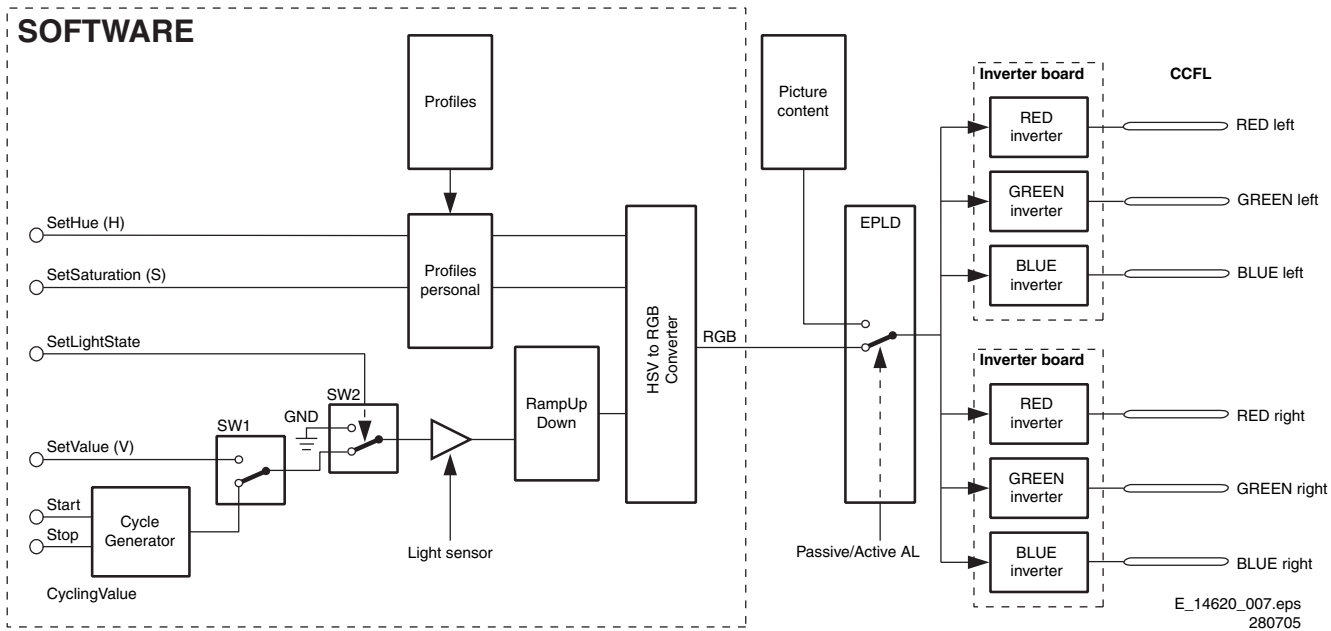 SOFTWARE
Profiles
Picture
content
Inverter board
CCFL
RED
inverter
RED left
GREEN
inverter
GREEN left
BLUE
inverter
BLUE left
SetHue (H)
SetSaturation (S)
Profiles
personal
EPLD
SetLightState
HSV to RGB
Converter
RGB
RampUp
Down
SW2
GND
SW1
SetValue (V)
Start
Stop
Cycle
Generator
CyclingValue
Light sensor
Passive/Active AL
Inverter board
RED
inverter
RED right
GREEN
inverter
GREEN right
BLUE
inverter
BLUE right
E_14620_007.eps
280705